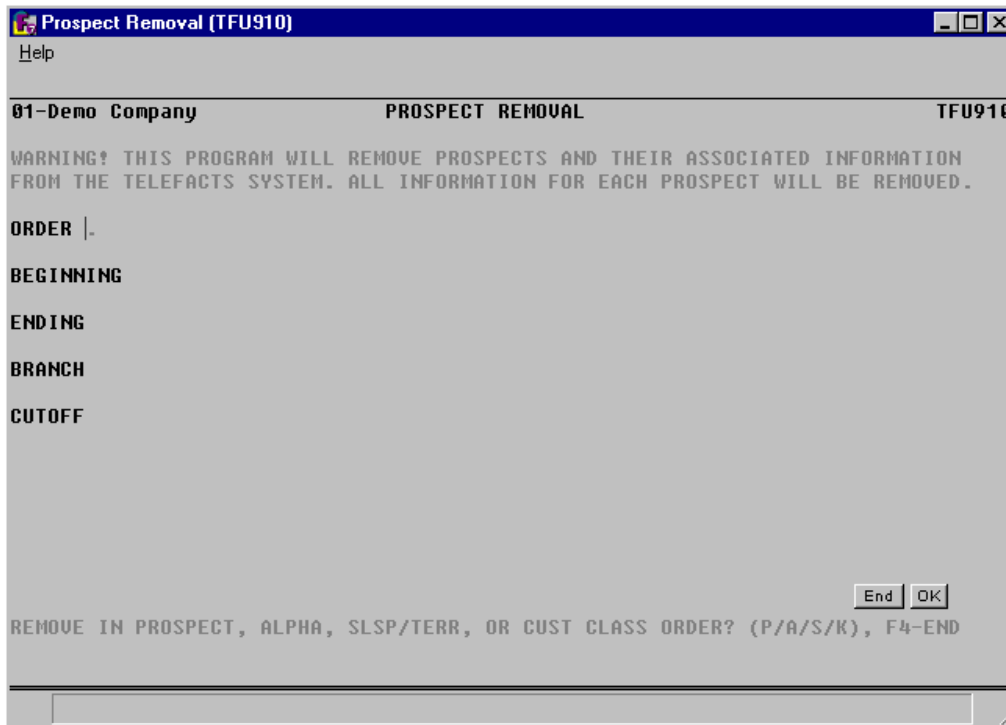 Prospect Removal (TFU910)
Help
01-Demo Company PROSPECT REMOVAL TFU910
WARNING! THIS PROGRAM WILL REMOVE PROSPECTS AND THEIR ASSOCIATED INFORMATION
FROM THE TELEFACTS SYSTEM. ALL INFORMATION FOR EACH PROSPECT WILL BE REMOVED.
ORDER .
BEGINNING
ENDING
BRANCH
CUTOFF
End OK
REMOVE IN PROSPECT, ALPHA, SLSP/TERR, OR CUST CLASS ORDER? (P/A/S/K), F4-END